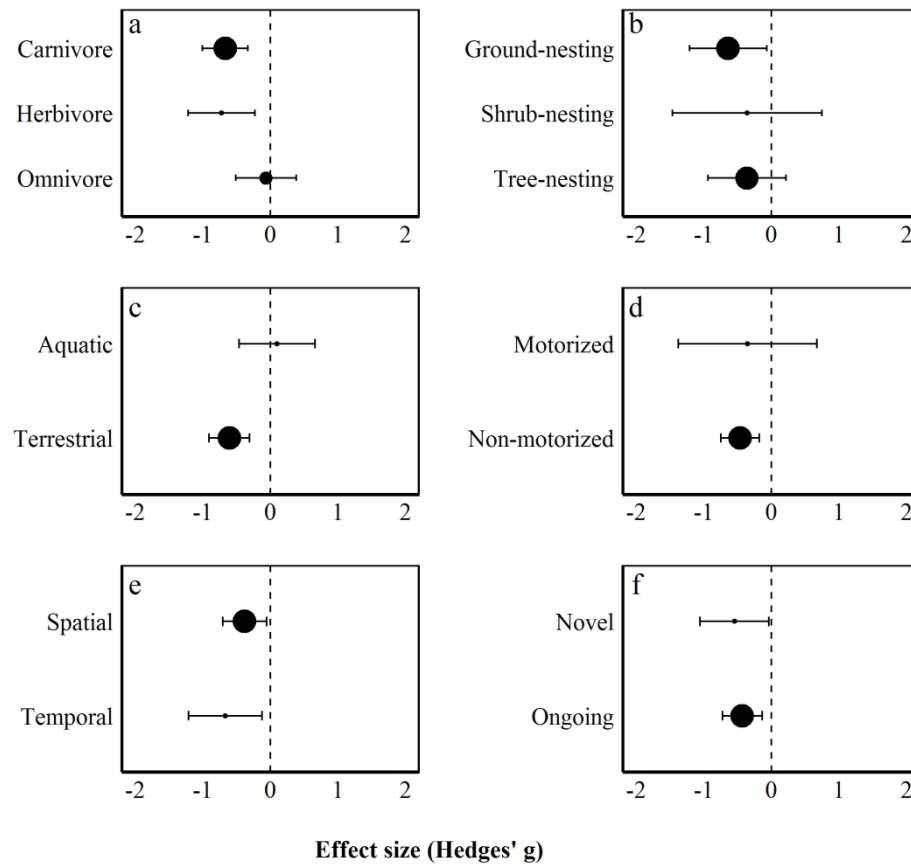 a
Carnivore
Herbivore
Omnivore
-2 -1 0 1 2
b
Ground-nesting
Shrub-nesting
Tree-nesting
-2 -1 0 1 2
c
Aquatic
Terrestrial
-2 -1 0 1 2
d
Motorized
Non-motorized
-2 -1 0 1 2
e
Spatial
Temporal
-2 -1 0 1 2
f
Novel
Ongoing
-2 -1 0 1 2
Effect size (Hedges' g)